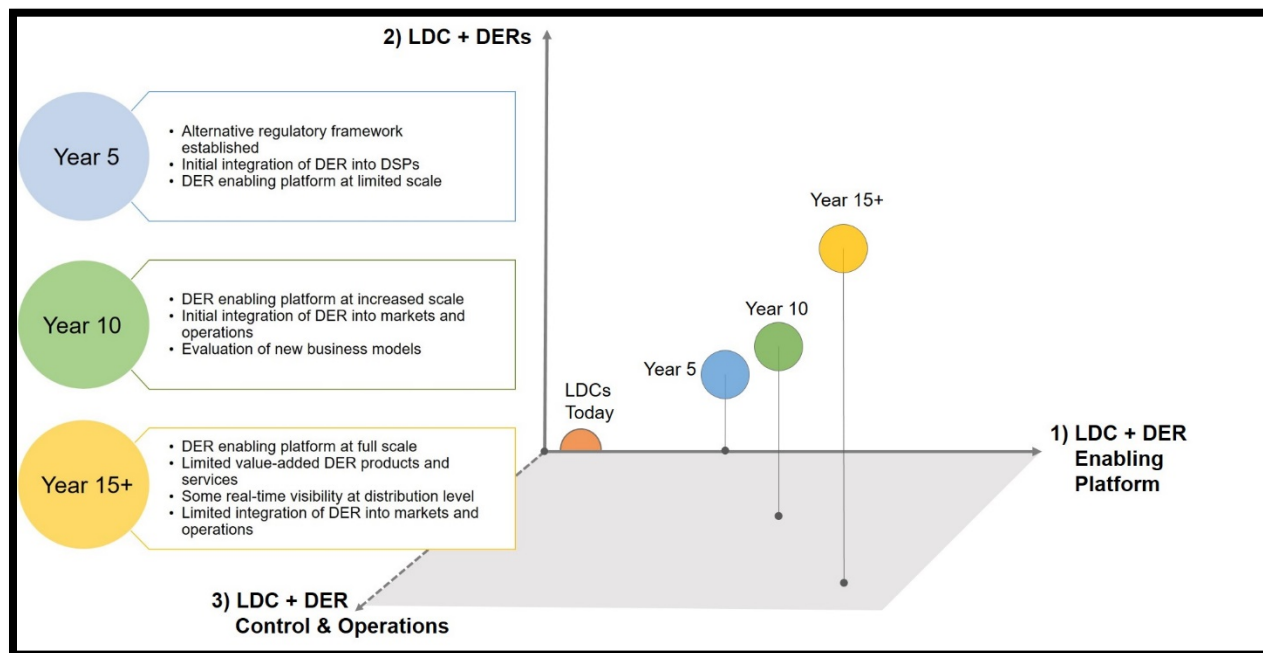 2) LDC + DERs
Year 5
• Alternative regulatory framework
established
• Initial integration of DER into DSPs
• DER enabling platform at limited scale
Year 10
• DER enabling platform at increased scale
• Initial integration of DER into markets and
operations
• Evaluation of new business models
Year 15+
• DER enabling platform at full scale
• Limited value-added DER products and
services
• Some real-time visibility at distribution level
• Limited integration of DER into markets and
operations
Year 15+
Year 10
Year 5
LDCs
Today
1) LDC + DER
Enabling
Platform
3) LDC + DER
Control & Operations